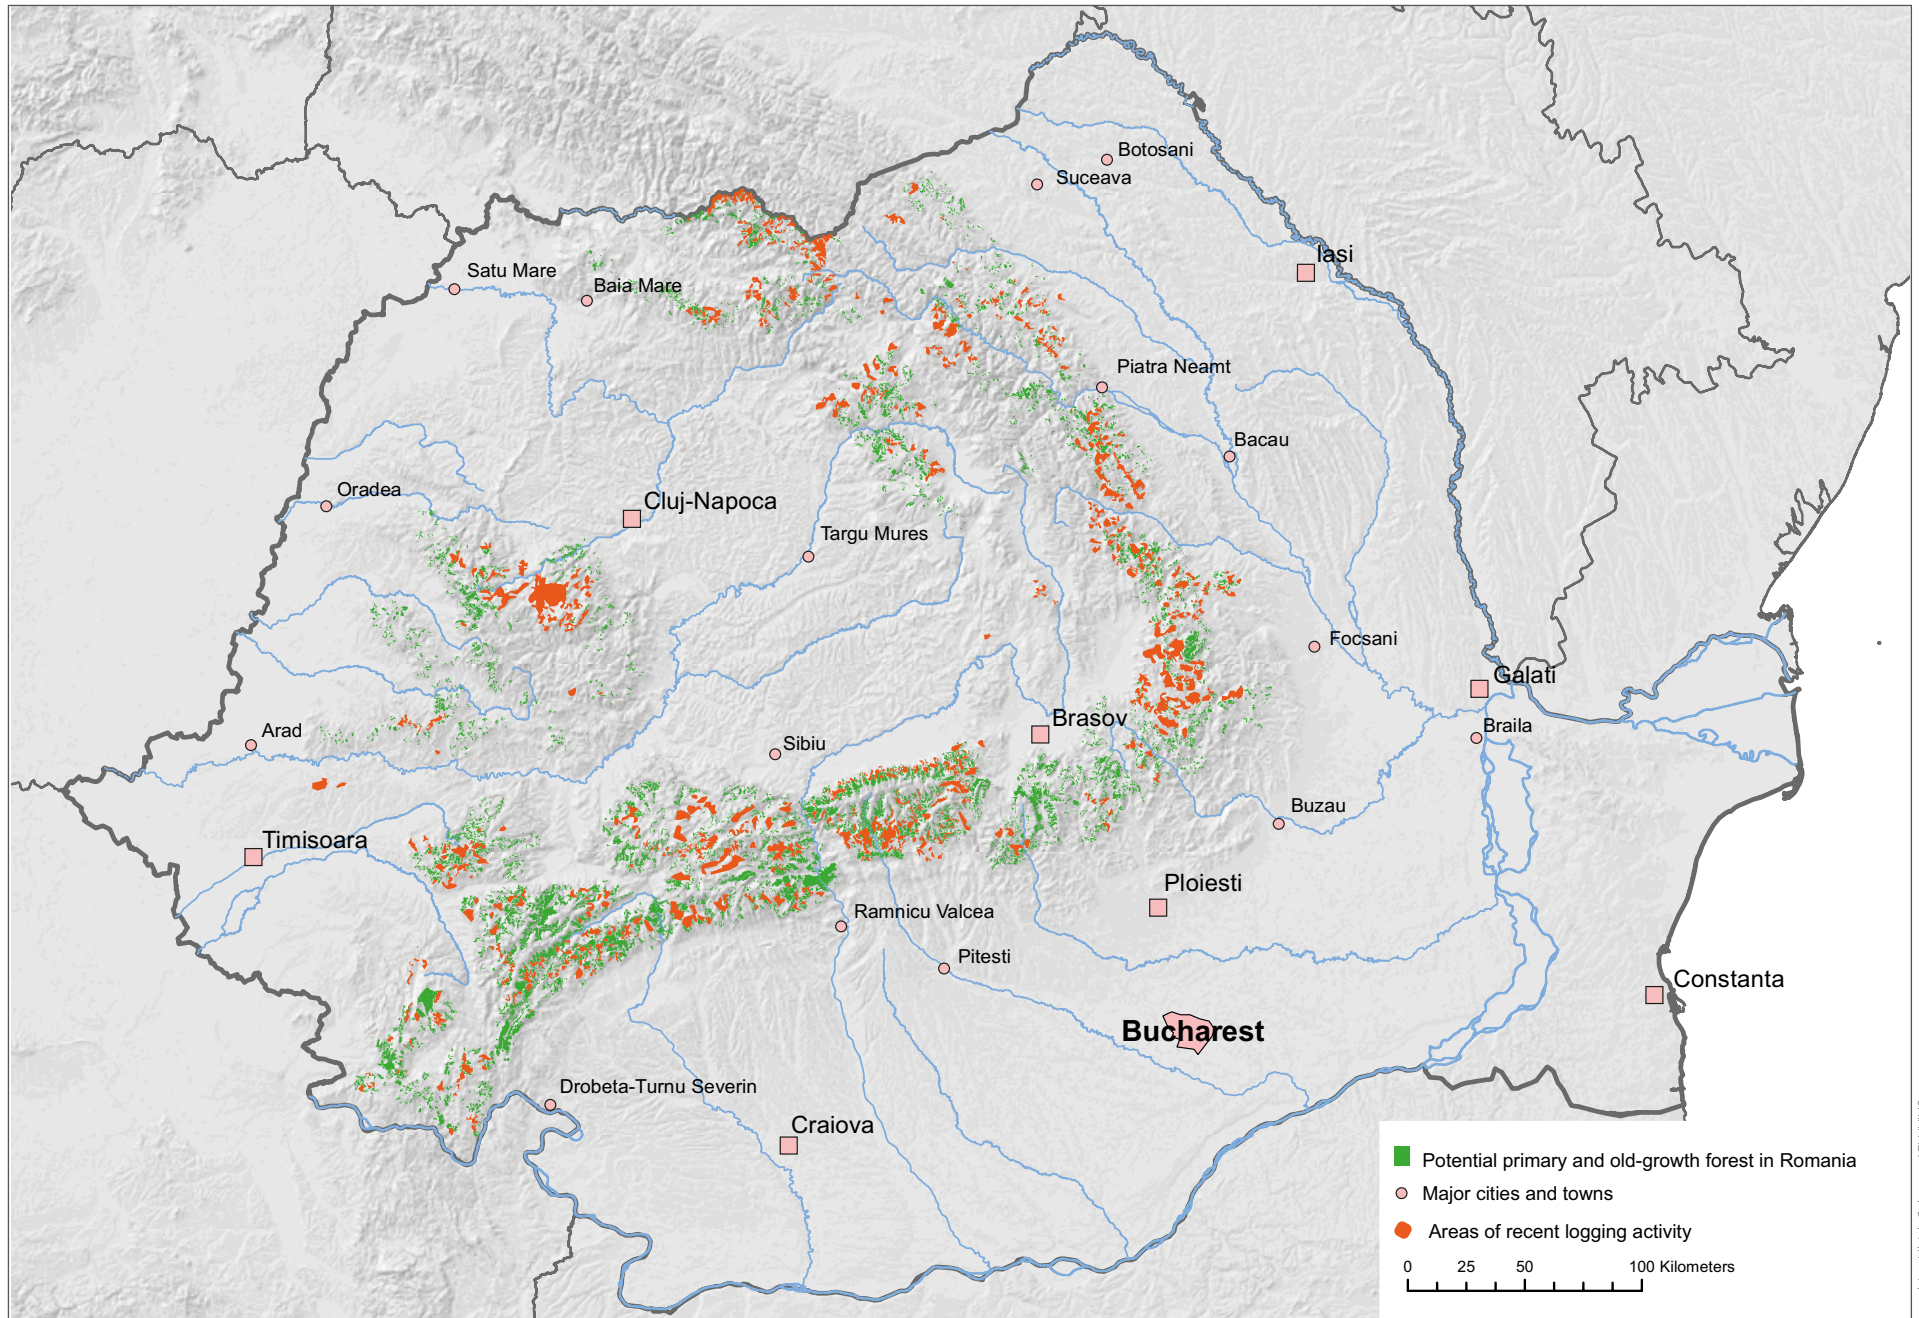 Botosani
Suceava
Iasi
Satu Mare
Baia Mare
Piatra Neamt
Bacau
Oradea
Cluj-Napoca
Targu Mures
Focsani
Galati
Brasov
Braila
Arad
Sibiu
Buzau
Timisoara
Ploiesti
Ramnicu Valcea
Pitesti
Constanta
Bucharest
Drobeta-Turnu Severin
Craiova
Potential primary and old-growth forest in Romania
Major cities and towns
Areas of recent logging activity
0 25 50 100 Kilometers